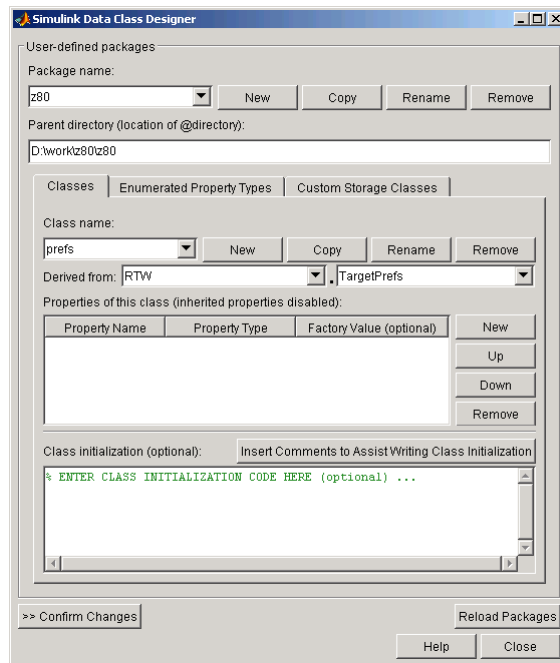 Simulink Data Class Designer
User-defined packages
Package name:
z80 New Copy Rename Remove
Parent directory (location of @directory):
D:\work\z80\z80
Classes Enumerated Property Types Custom Storage Classes
Class name:
prefs New Copy Rename Remove
Derived from: RTW . TargetPrefs
Properties of this class (inherited properties disabled):
Property Name Property Type Factory Value (optional) New
Up
Down
Remove
Class initialization (optional): Insert Comments to Assist Writing Class Initialization
% ENTER CLASS INITIALIZATION CODE HERE (optional) ...
>> Confirm Changes Reload Packages
Help Close